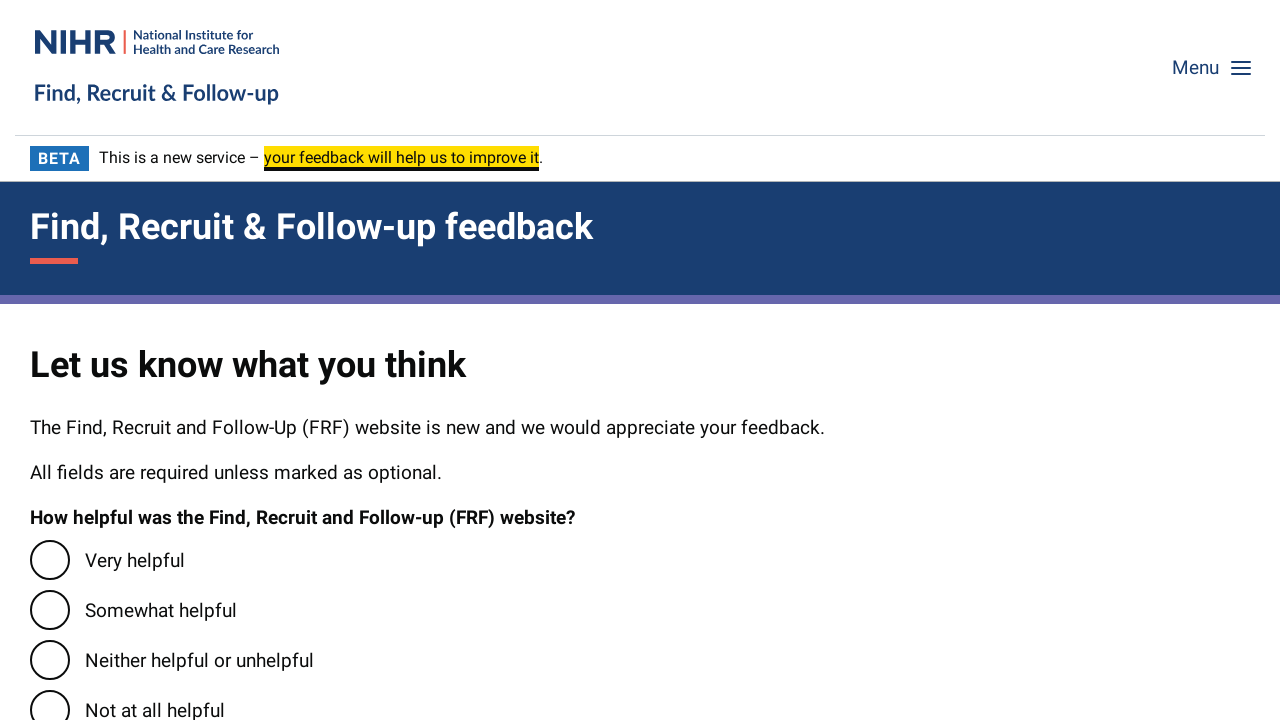 NIHR | National Institute for
Health and Care Research
Find, Recruit & Follow-up
Menu
BETA This is a new service – your feedback will help us to improve it.
Find, Recruit & Follow-up feedback
Let us know what you think
The Find, Recruit and Follow-Up (FRF) website is new and we would appreciate your feedback.
All fields are required unless marked as optional.
How helpful was the Find, Recruit and Follow-up (FRF) website?
Very helpful
Somewhat helpful
Neither helpful or unhelpful
Not at all helpful